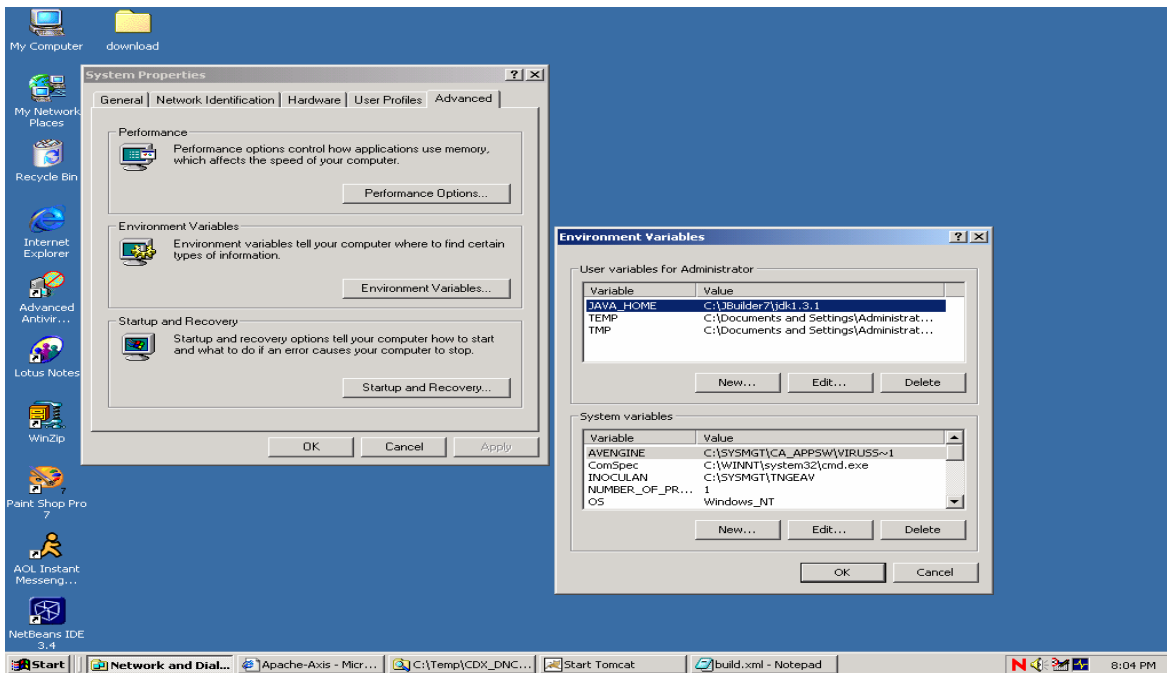 My Computer
download
My Network
Places
Recycle Bin
Internet
Explorer
Advanced
Antivir...
Lotus Notes
WinZip
Paint Shop Pro
7
AOL Instant
Messeng...
NetBeans IDE
3.4
System Properties
General
Network Identification
Hardware
User Profiles
Advanced
Performance
Performance options control how applications use memory,
which affects the speed of your computer.
Performance Options...
Environment Variables
Environment variables tell your computer where to find certain
types of information.
Environment Variables...
Startup and Recovery
Startup and recovery options tell your computer how to start
and what to do if an error causes your computer to stop.
Startup and Recovery...
OK
Cancel
Apply
Environment Variables
User variables for Administrator
Variable Value
JAVA_HOME C:\JBuilder7\jdk1.3.1
TEMP C:\Documents and Settings\Administrat...
TMP C:\Documents and Settings\Administrat...
New...
Edit...
Delete
System variables
Variable Value
AVENGINE C:\SYSMGT\CA_APPSW\VIRUSS~1
ComSpec C:\WINNT\system32\cmd.exe
INOCULAN C:\SYSMGT\TNGEAV
NUMBER_OF_PR... 1
OS Windows_NT
New...
Edit...
Delete
OK
Cancel
Start
Network and Dial...
Apache-Axis - Micr...
C:\Temp\CDX_DNC...
Start Tomcat
build.xml - Notepad
N
8:04 PM